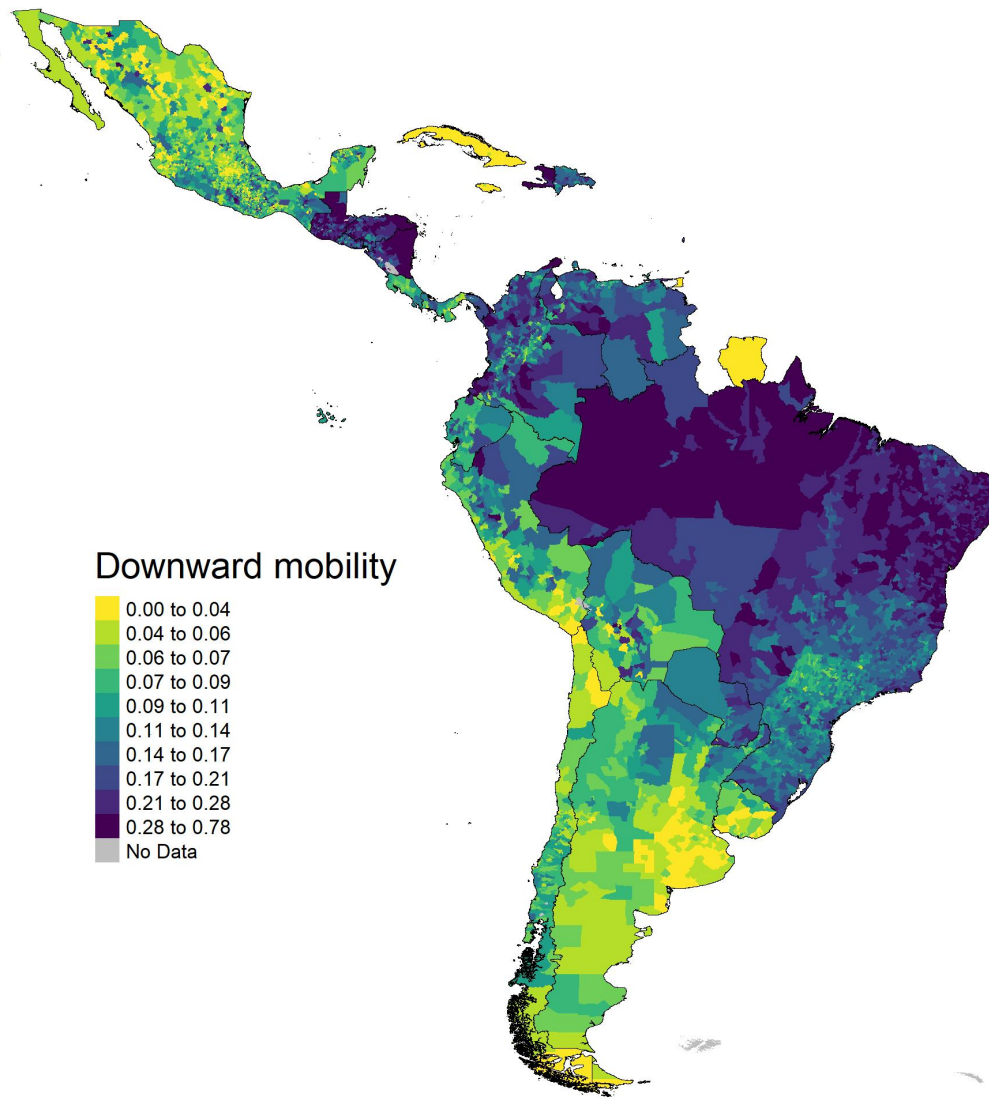 Downward mobility
0.00 to 0.04
0.04 to 0.06
0.06 to 0.07
0.07 to 0.09
0.09 to 0.11
0.11 to 0.14
0.14 to 0.17
0.17 to 0.21
0.21 to 0.28
0.28 to 0.78
No Data